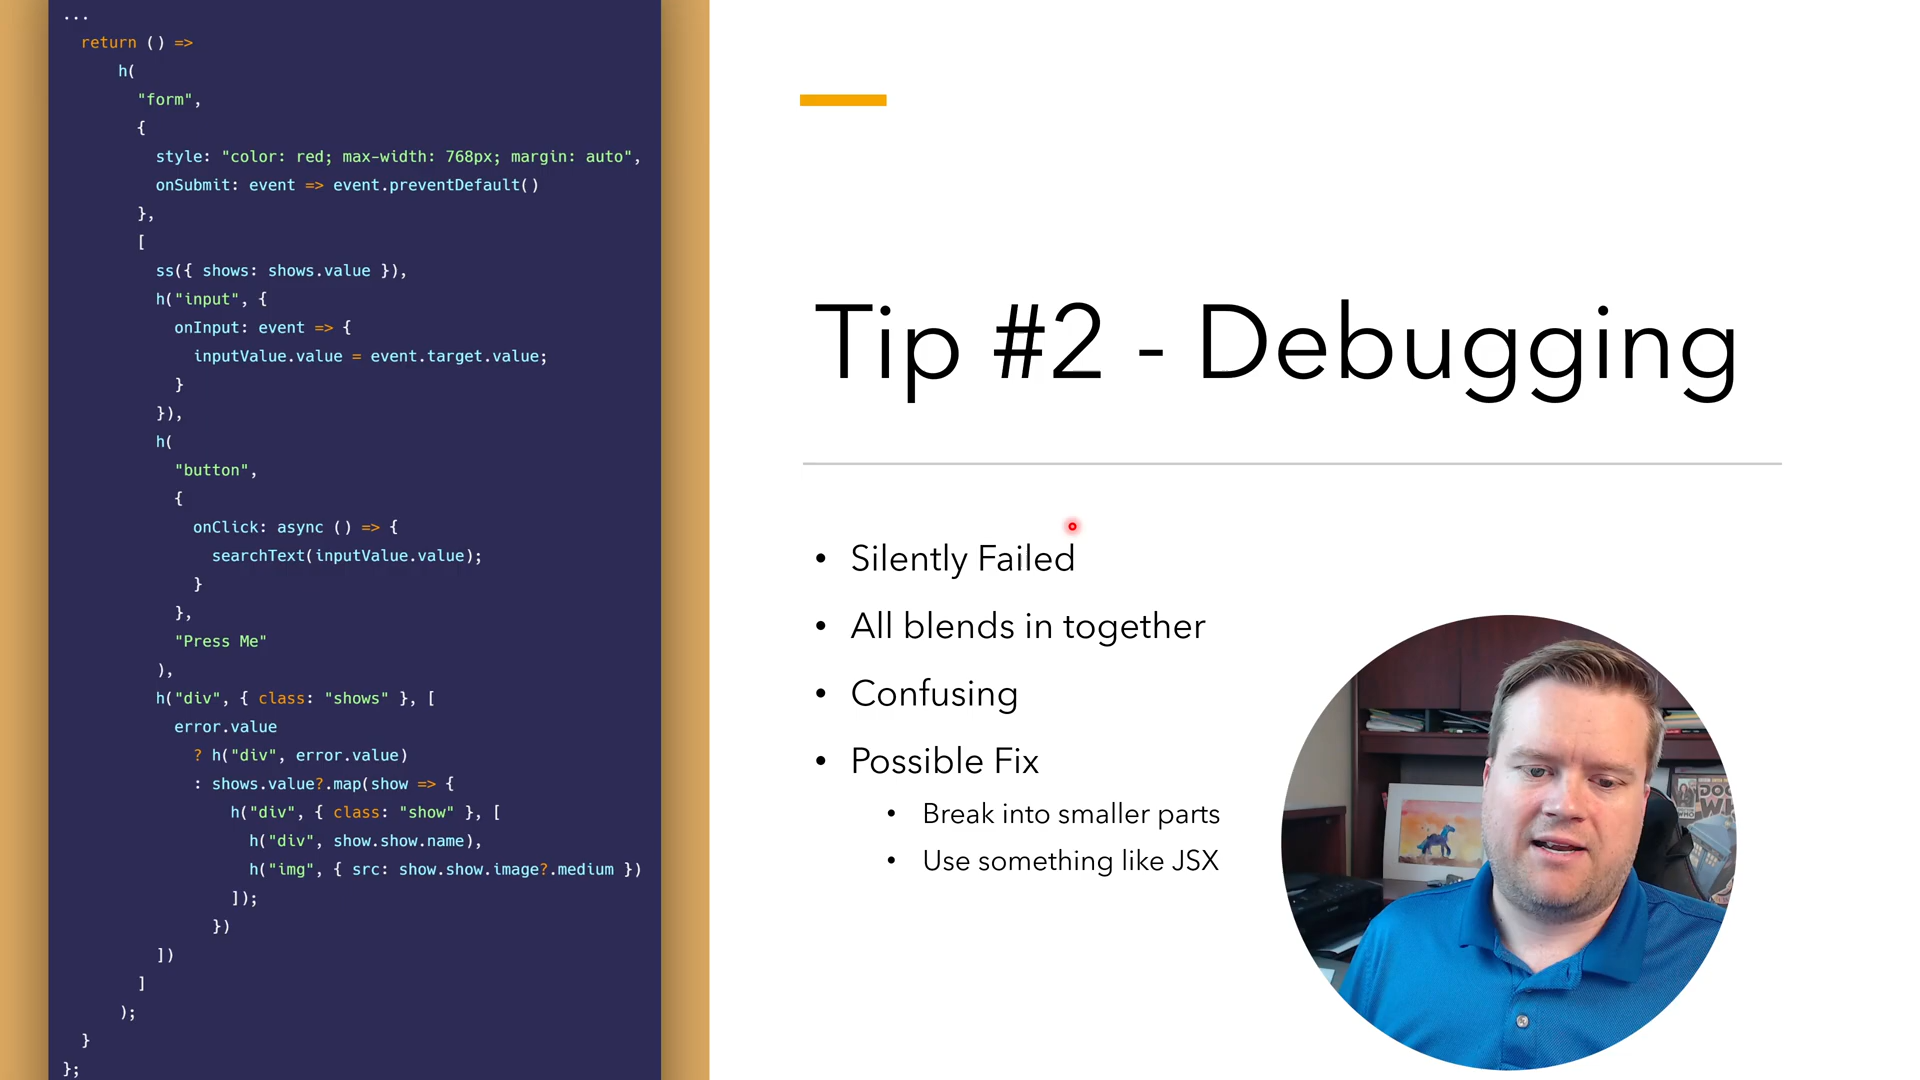 ...
return () =>
h(
"form",
{
style: "color: red; max-width: 768px; margin: auto",
onSubmit: event => event.preventDefault()
},
[
ss({ shows: shows.value }),
h("input", {
onInput: event => {
inputValue.value = event.target.value;
}
}),
h(
"button",
{
onClick: async () => {
searchText(inputValue.value);
}
},
"Press Me"
),
h("div", { class: "shows" }, [
error.value
? h("div", error.value)
: shows.value?.map(show => {
h("div", { class: "show" }, [
h("div", show.show.name),
h("img", { src: show.show.image?.medium })
]);
})
])
]
);
}
};
Tip #2 - Debugging
• Silently Failed
• All blends in together
• Confusing
• Possible Fix
• Break into smaller parts
• Use something like JSX